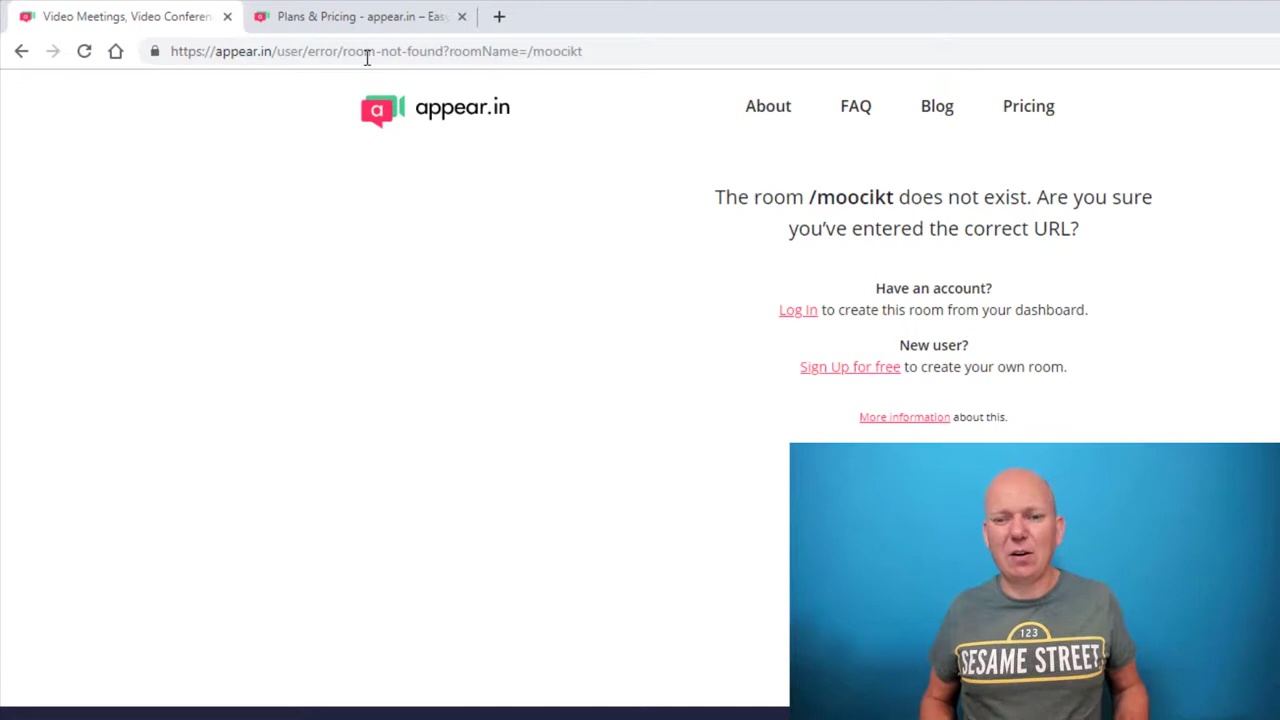 Video Meetings, Video Conferen
Plans & Pricing - appear.in – Easy
https://appear.in/user/error/room-not-found?roomName=/moocikt
a appear.in
About
FAQ
Blog
Pricing
The room /moocikt does not exist. Are you sure
you've entered the correct URL?
Have an account?
Log In to create this room from your dashboard.
New user?
Sign Up for free to create your own room.
More information about this.
123
SESAME STREET